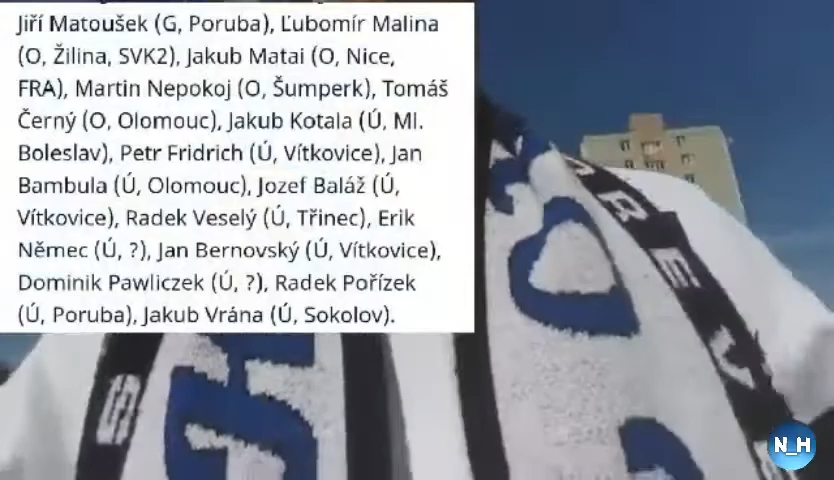 Jiří Matoušek (G, Poruba), Ľubomír Malina
(O, Žilina, SVK2), Jakub Matai (O, Nice,
FRA), Martin Nepokoj (O, Šumperk), Tomáš
Černý (O, Olomouc), Jakub Kotala (Ú, Ml.
Boleslav), Petr Fridrich (Ú, Vítkovice), Jan
Bambula (Ú, Olomouc), Jozef Baláž (Ú,
Vítkovice), Radek Veselý (Ú, Třinec), Erik
Němec (Ú, ?), Jan Bernovský (Ú, Vítkovice),
Dominik Pawliczek (Ú, ?), Radek Pořízek
(Ú, Poruba), Jakub Vrána (Ú, Sokolov).
N_H